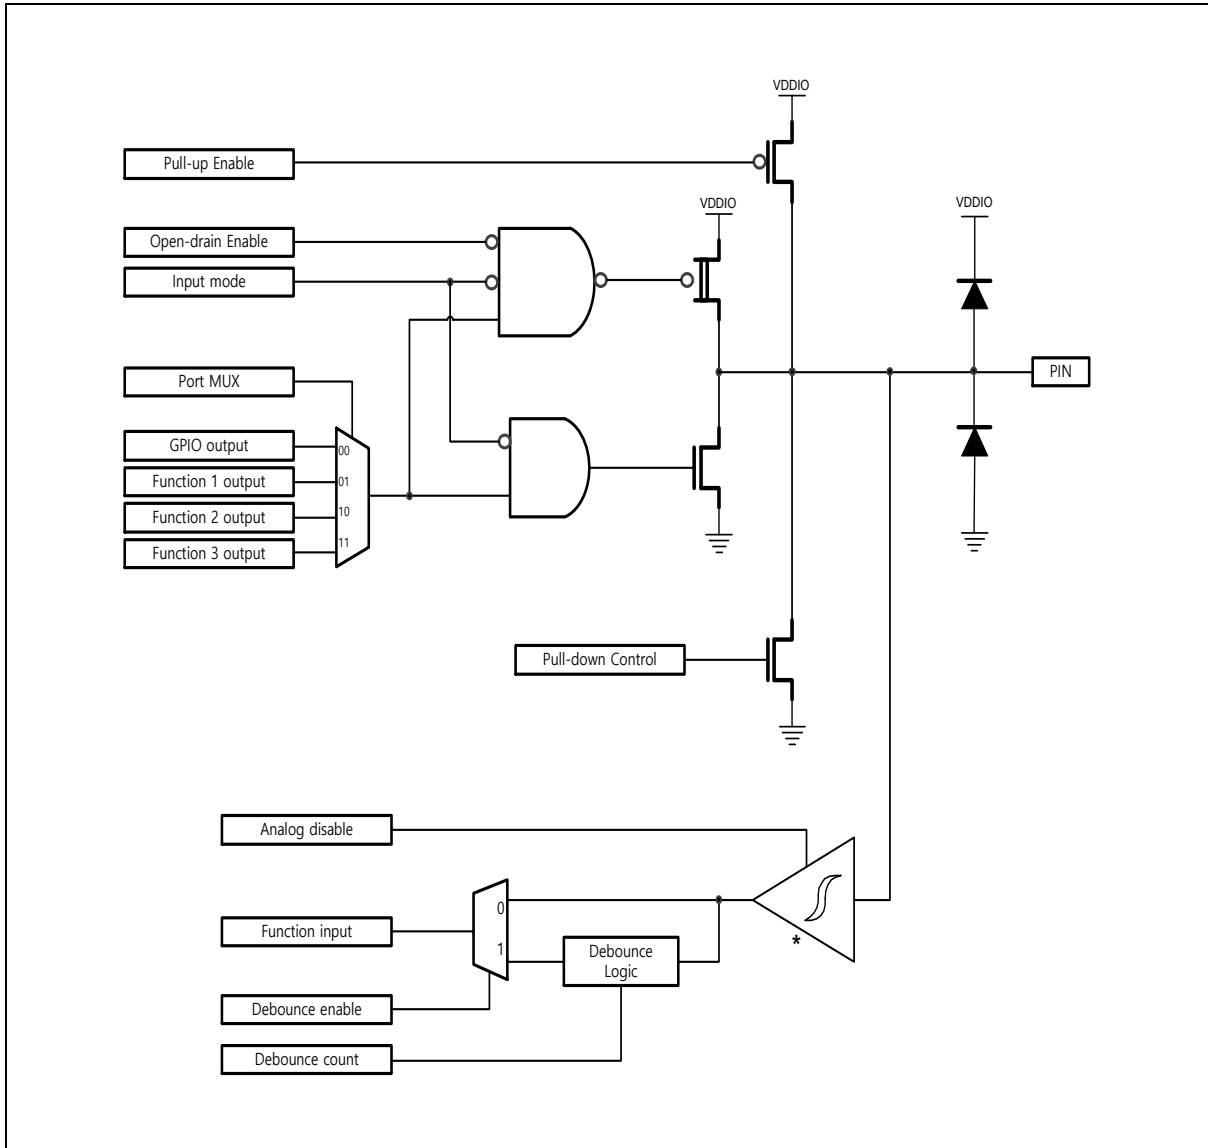 VDDIO
Pull-up Enable
VDDIO
VDDIO
Open-drain Enable
Input mode
Port MUX
PIN
GPIO output
00
Function 1 output
01
Function 2 output
10
Function 3 output
11
Pull-down Control
Analog disable
0
Function input
*
1
Debounce
Logic
Debounce enable
Debounce count